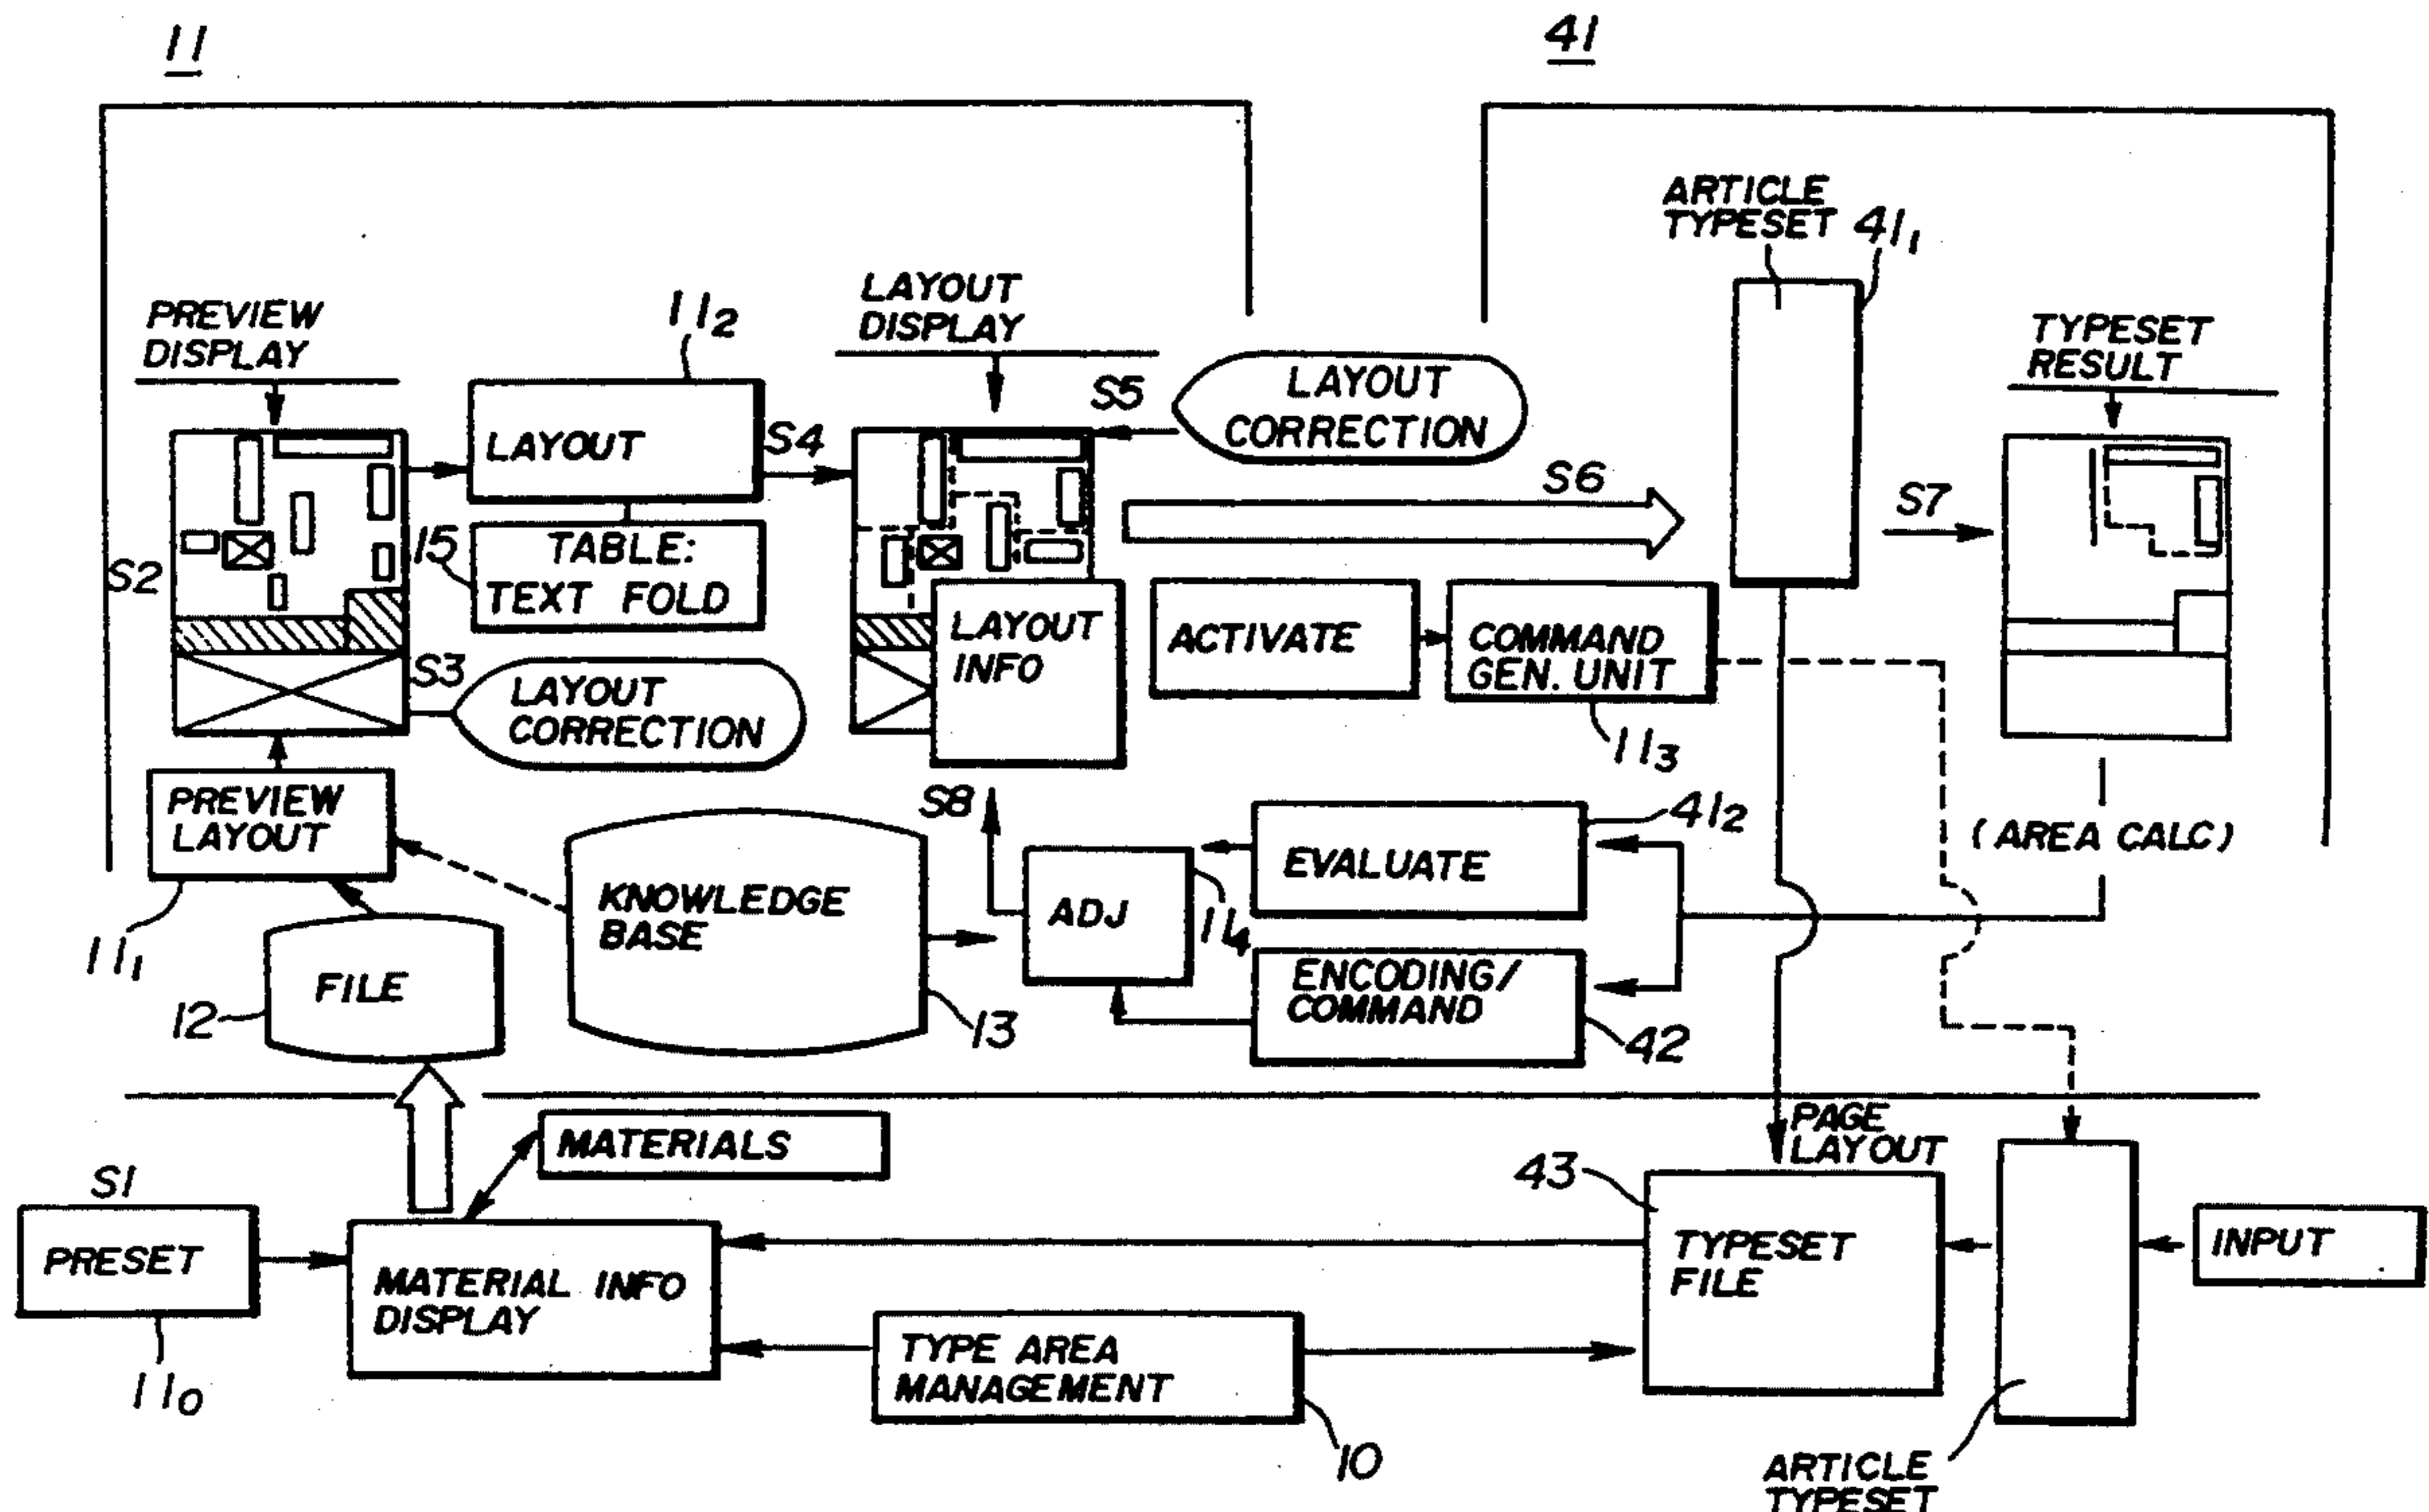 11
41
ARTICLE
TYPESET 41₁
PREVIEW
DISPLAY
11₂
LAYOUT
DISPLAY
TYPESET
RESULT
LAYOUT
S4
S5
LAYOUT
CORRECTION
S6
S7
S2
15
TABLE:
TEXT FOLD
LAYOUT
INFO
ACTIVATE
COMMAND
GEN. UNIT
S3
LAYOUT
CORRECTION
11₃
PREVIEW
LAYOUT
S8
41₂
(AREA CALC)
EVALUATE
KNOWLEDGE
BASE
ADJ
11₄
11₁
FILE
12
13
ENCODING/
COMMAND
42
MATERIALS
PAGE
LAYOUT
S1
43
PRESET
MATERIAL INFO
DISPLAY
TYPESET
FILE
INPUT
TYPE AREA
MANAGEMENT
11₀
10
ARTICLE
TYPESET